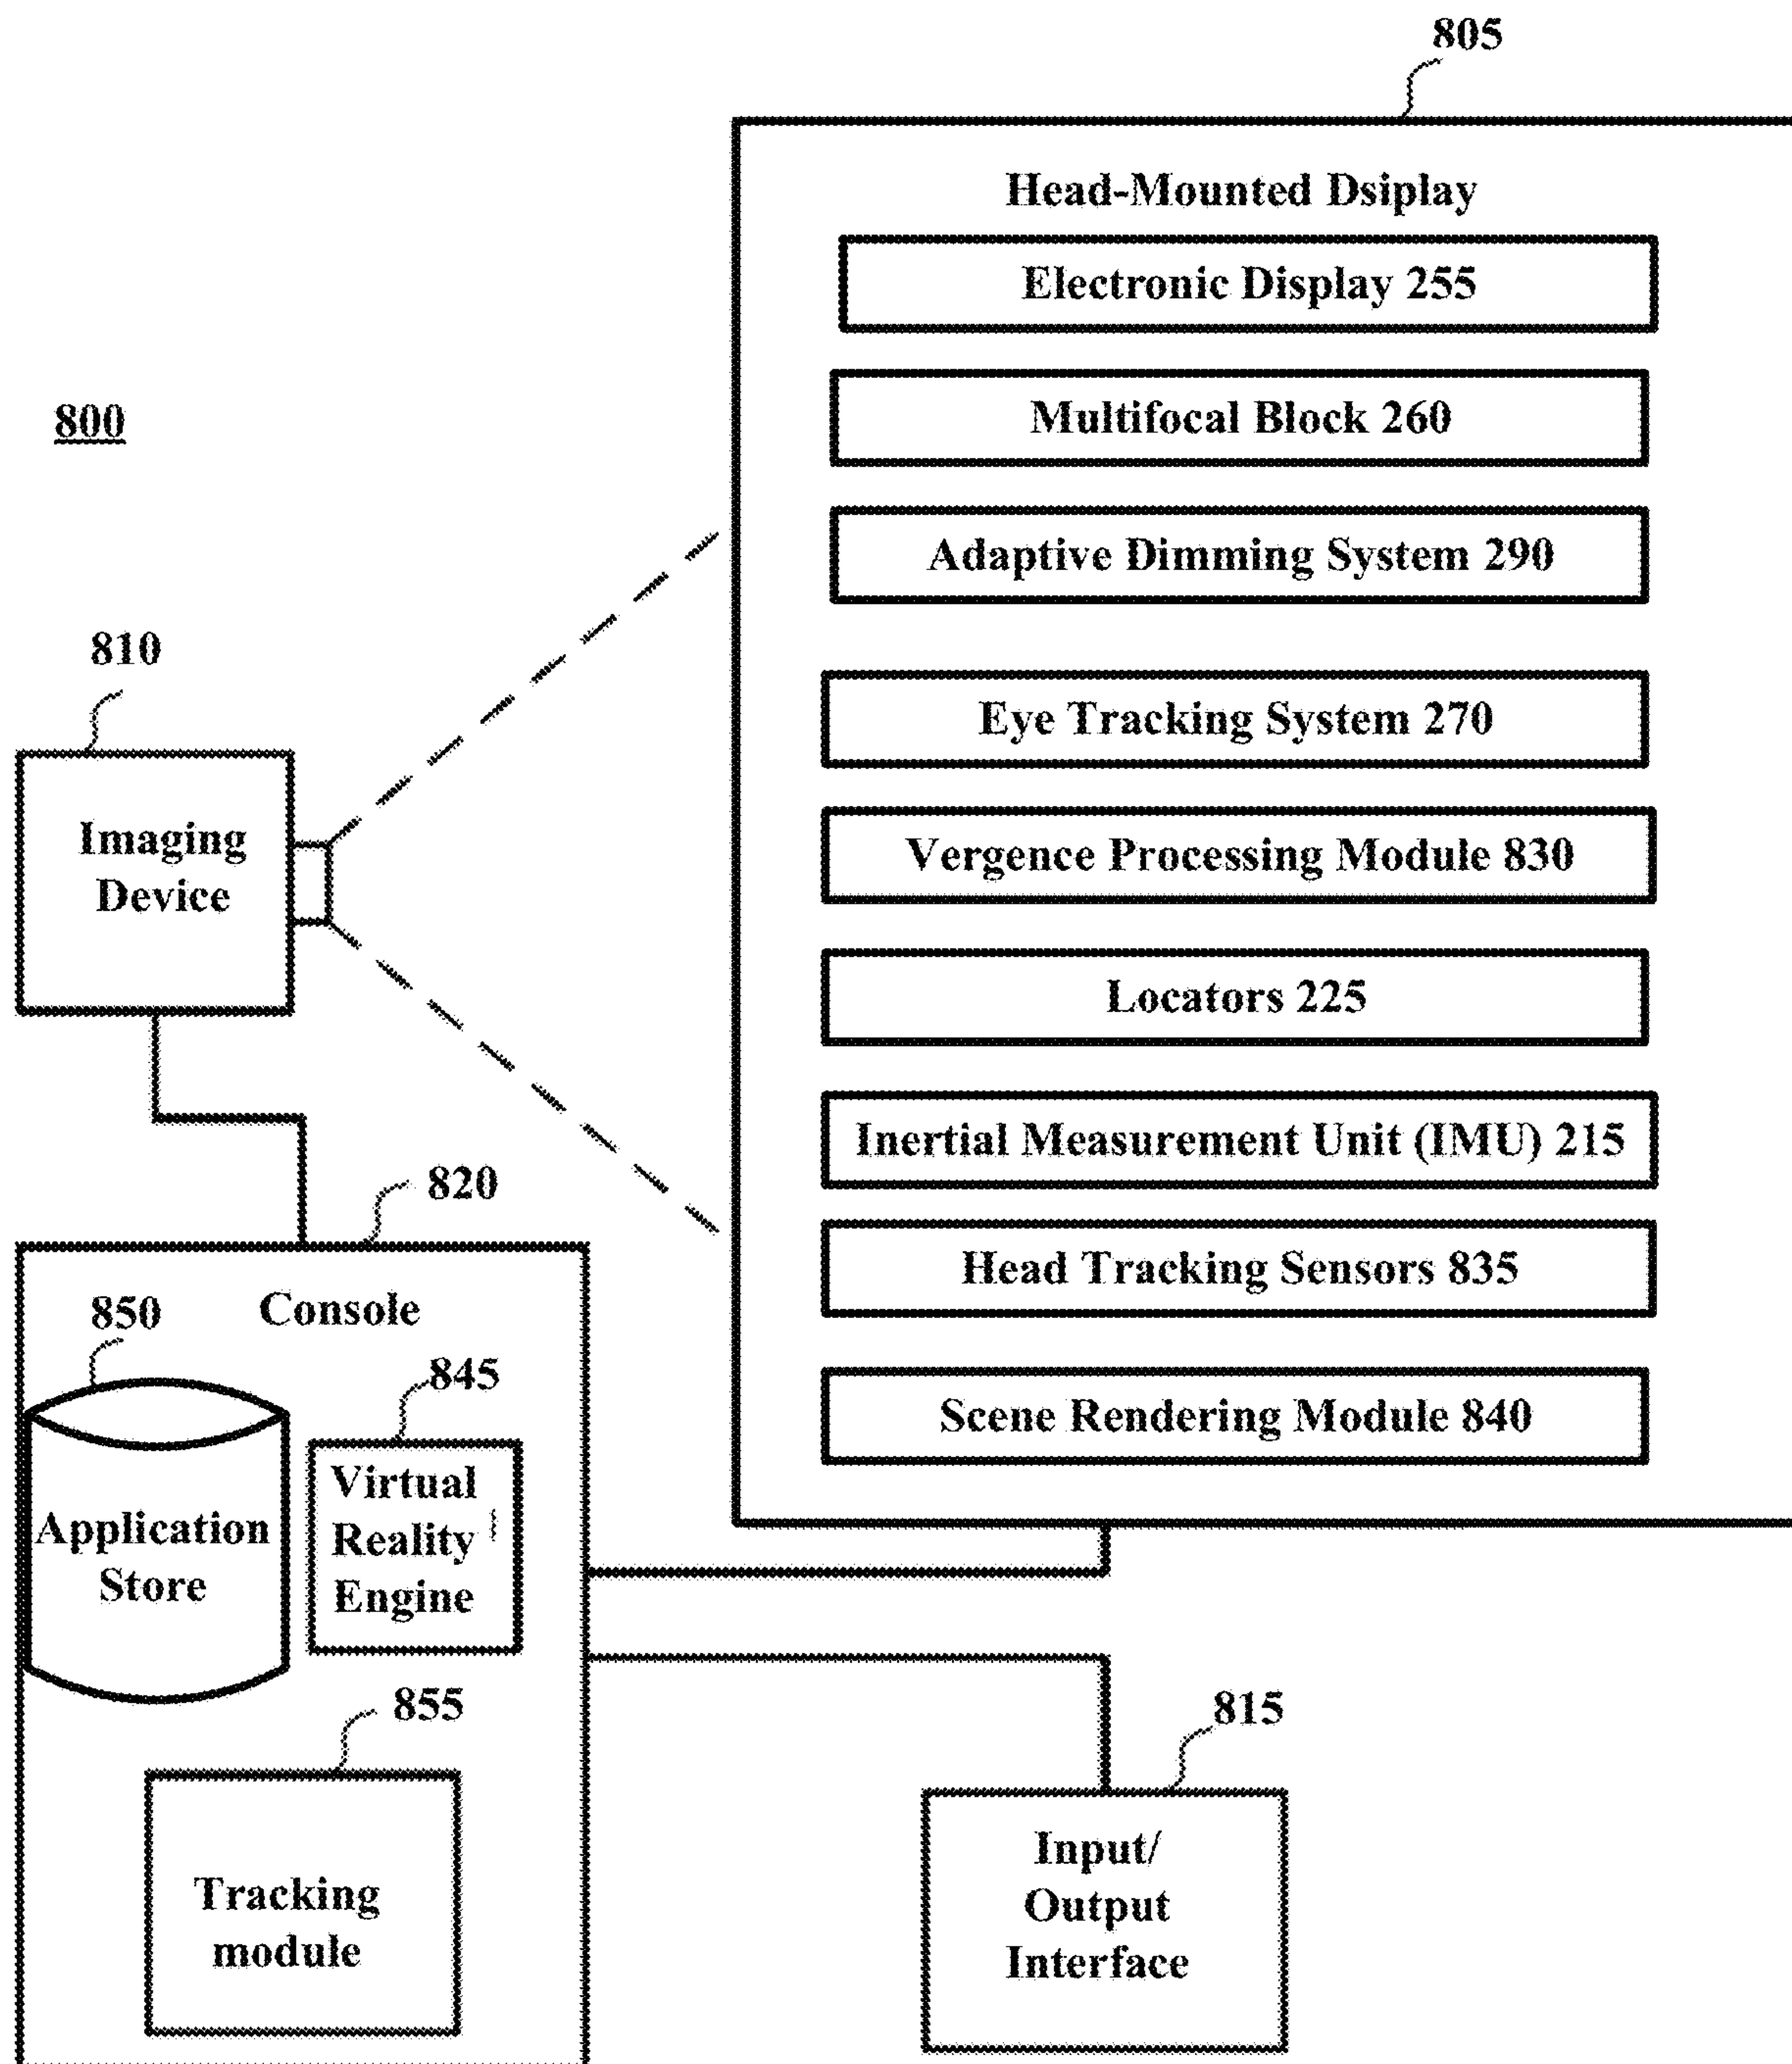 805
Head-Mounted Dsiplay
Electronic Display 255
Multifocal Block 260
800
Adaptive Dimming System 290
810
Eye Tracking System 270
Imaging
Device
Vergence Processing Module 830
Locators 225
Inertial Measurement Unit (IMU) 215
820
Head Tracking Sensors 835
Console
850
845
Scene Rendering Module 840
Virtual
Reality
Engine
Application
Store
855
815
Tracking
module
Input/
Output
Interface